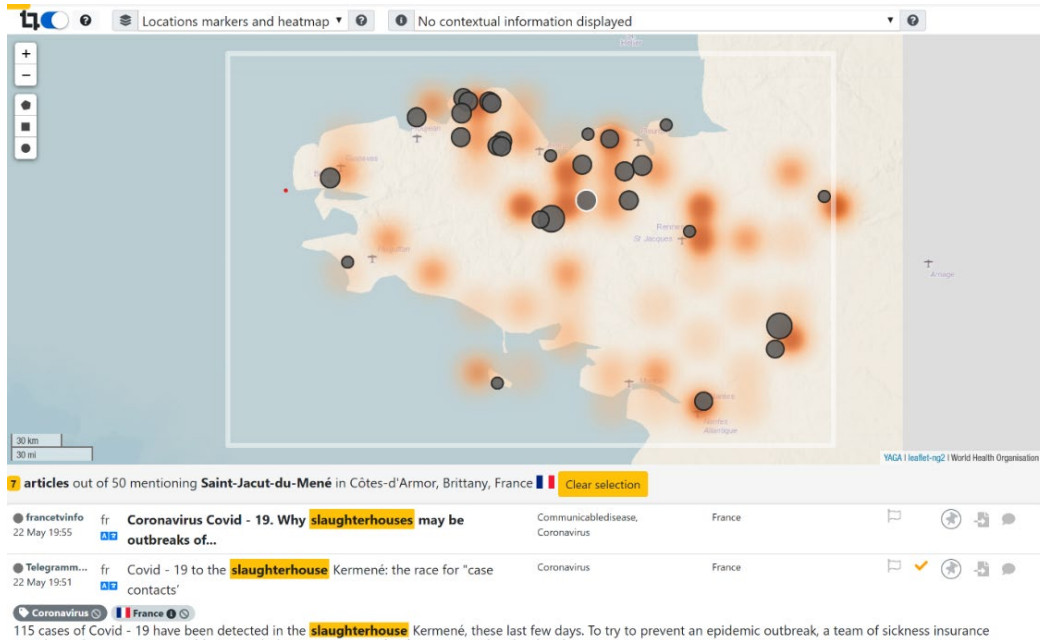 Locations markers and heatmap
No contextual information displayed
+
−
Rennes
St Jacques
Arnage
Nantes
Atlantique
30 km
30 mi
YAGA | leaflet-ng2 | World Health Organisation
7 articles out of 50 mentioning Saint-Jacut-du-Mené in Côtes-d'Armor, Brittany, France Clear selection
francetvinfo fr Coronavirus Covid - 19. Why slaughterhouses may be Communicabledisease, France
22 May 19:55 outbreaks of... Coronavirus
Telegramm... fr Covid - 19 to the slaughterhouse Kermené: the race for "case Coronavirus France
22 May 19:51 contacts'
Coronavirus France
115 cases of Covid - 19 have been detected in the slaughterhouse Kermené, these last few days. To try to prevent an epidemic outbreak, a team of sickness insurance